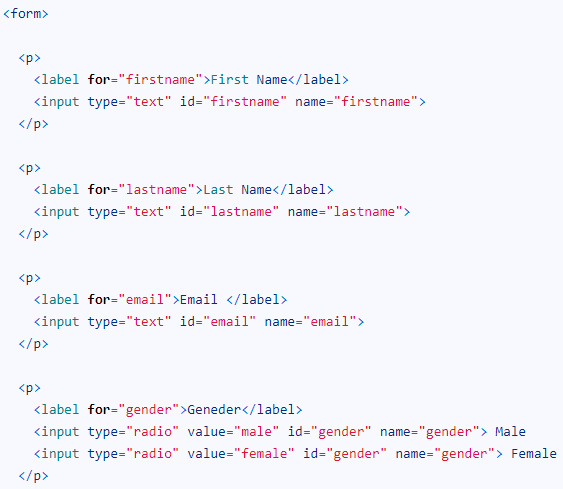 <form>
<p>
<label for="firstname">First Name</label>
<input type="text" id="firstname" name="firstname">
</p>
<p>
<label for="lastname">Last Name</label>
<input type="text" id="lastname" name="lastname">
</p>
<p>
<label for="email">Email </label>
<input type="text" id="email" name="email">
</p>
<p>
<label for="gender">Geneder</label>
<input type="radio" value="male" id="gender" name="gender"> Male
<input type="radio" value="female" id="gender" name="gender"> Female
</p>